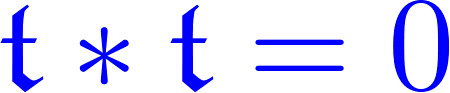 𝔱 ∗ 𝔱 = 0